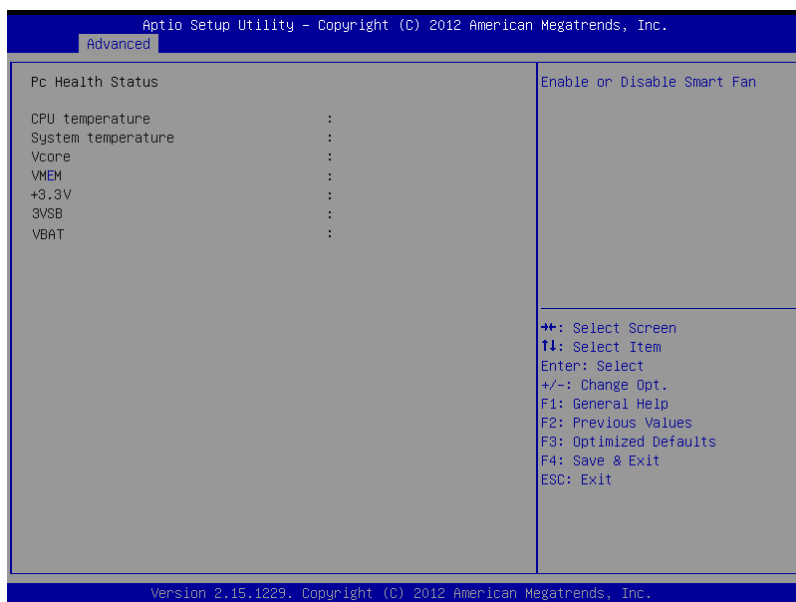 Aptio Setup Utility – Copyright (C) 2012 American Megatrends, Inc.
Advanced
Pc Health Status
CPU temperature :
System temperature :
Vcore :
VMEM :
+3.3V :
3VSB :
VBAT :
Enable or Disable Smart Fan
→←: Select Screen
↑↓: Select Item
Enter: Select
+/-: Change Opt.
F1: General Help
F2: Previous Values
F3: Optimized Defaults
F4: Save & Exit
ESC: Exit
Version 2.15.1229. Copyright (C) 2012 American Megatrends, Inc.